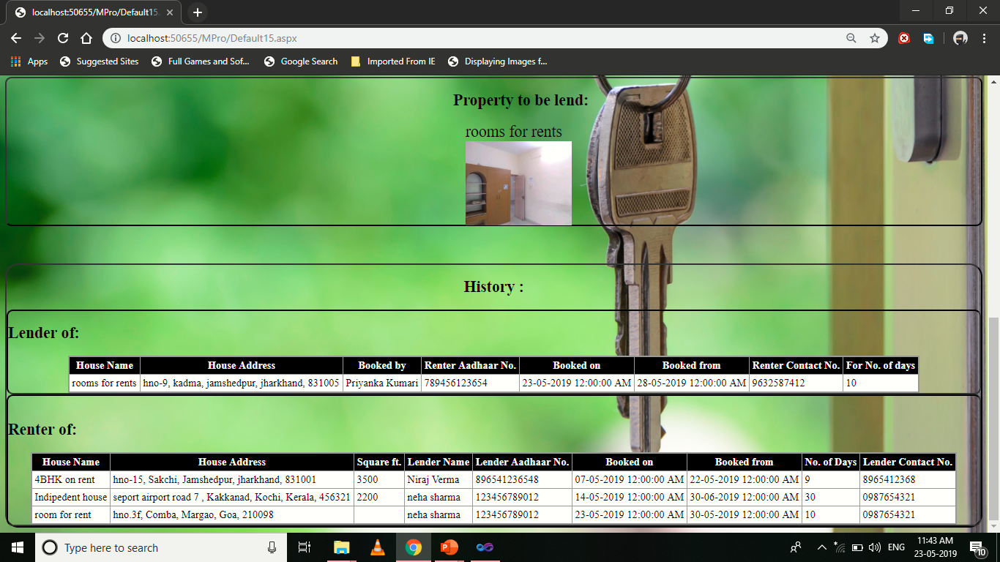 localhost:50655/MPro/Default15.
localhost:50655/MPro/Default15.aspx
Apps Suggested Sites Full Games and Sof... Google Search Imported From IE Displaying Images f...
Property to be lend:
rooms for rents
History :
Lender of:
House Name House Address Booked by Renter Aadhaar No. Booked on Booked from Renter Contact No. For No. of days
rooms for rents hno-9, kadma, jamshedpur, jharkhand, 831005 Priyanka Kumari 789456123654 23-05-2019 12:00:00 AM 28-05-2019 12:00:00 AM 9632587412 10
Renter of:
House Name House Address Square ft. Lender Name Lender Aadhaar No. Booked on Booked from No. of Days Lender Contact No.
4BHK on rent hno-15, Sakchi, Jamshedpur, jharkhand, 831001 3500 Niraj Verma 896541236548 07-05-2019 12:00:00 AM 22-05-2019 12:00:00 AM 9 8965412368
Indipedent house seport airport road 7 , Kakkanad, Kochi, Kerala, 456321 2200 neha sharma 123456789012 14-05-2019 12:00:00 AM 30-06-2019 12:00:00 AM 30 0987654321
room for rent hno.3f, Comba, Margao, Goa, 210098 neha sharma 123456789012 23-05-2019 12:00:00 AM 30-05-2019 12:00:00 AM 10 0987654321
Type here to search ENG 11:43 AM
23-05-2019 10